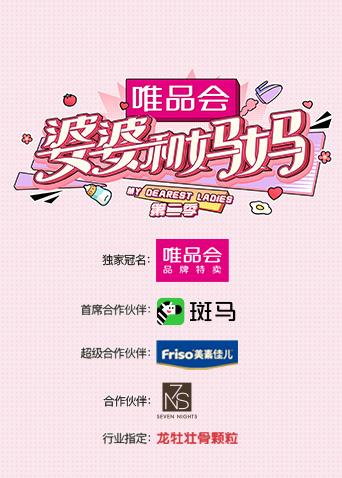 唯品会
婆婆和妈妈
MY DEAREST LADIES
第二季
独家冠名：唯品会
品牌特卖
首席合作伙伴：斑马
超级合作伙伴：Friso美素佳儿
合作伙伴：7NS
SEVEN NIGHTS
行业指定：龙牡壮骨颗粒